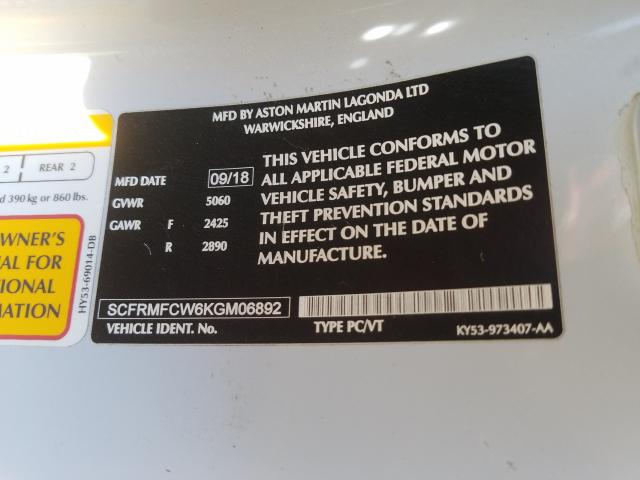 MFD BY ASTON MARTIN LAGONDA LTD
WARWICKSHIRE, ENGLAND
MFD DATE 09/18
GVWR 5060
GAWR F 2425
R 2890
THIS VEHICLE CONFORMS TO
ALL APPLICABLE FEDERAL MOTOR
VEHICLE SAFETY, BUMPER AND
THEFT PREVENTION STANDARDS
IN EFFECT ON THE DATE OF
MANUFACTURE.
SCFRMFCW6KGM06892
VEHICLE IDENT. No.
TYPE PC/VT
KY53-973407-AA
2 REAR 2
390 kg or 860 lbs.
WNER'S
AL FOR
TIONAL
MATION
HY53-69014-DB